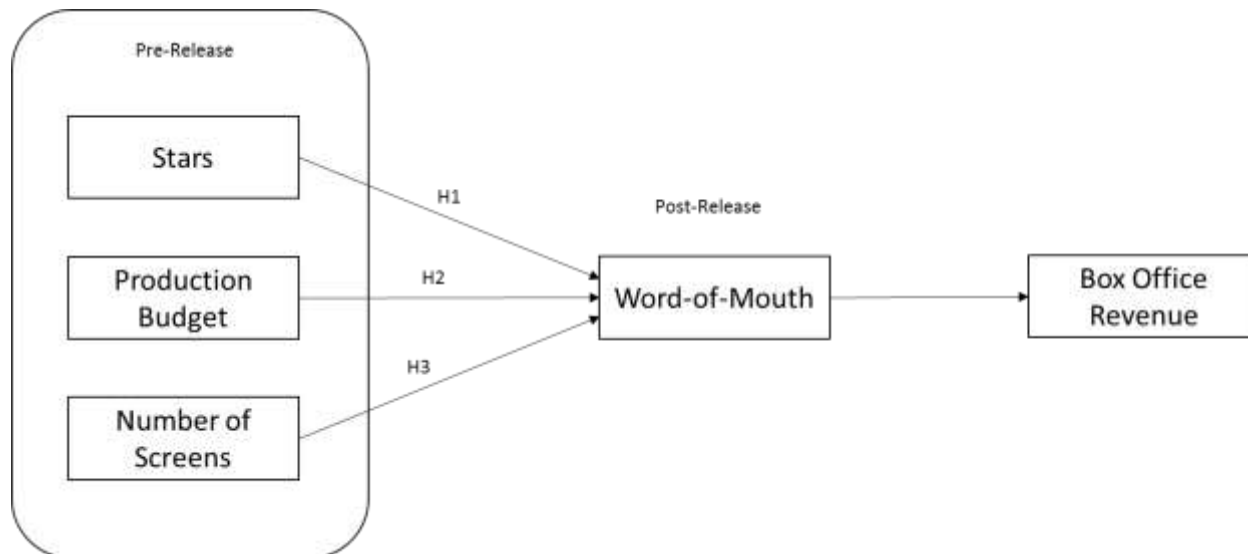 Pre-Release
Stars
H1
Post-Release
Production
Budget
H2
Word-of-Mouth
Box Office
Revenue
H3
Number of
Screens